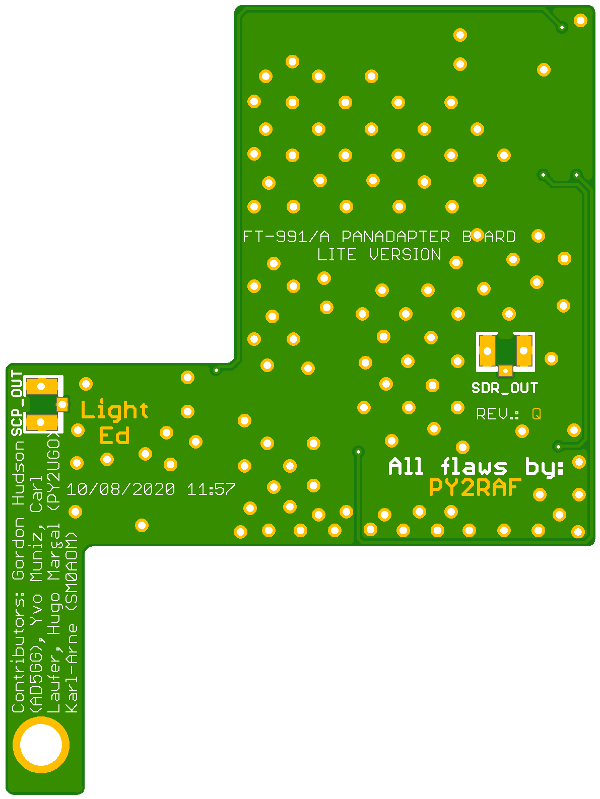 FT-991/A PANADAPTER BOARD
LITE VERSION
SCP_OUT
SDR_OUT
Light
Ed
REV.: Q
All flaws by:
PY2RAF
10/08/2020 11:57
Contributors: Gordon Hudson
(AD5GG), Yvo Muniz, Carl
Laufer, Hugo Marçal (PY2UGO)
Karl-Arne (SM0AOM)